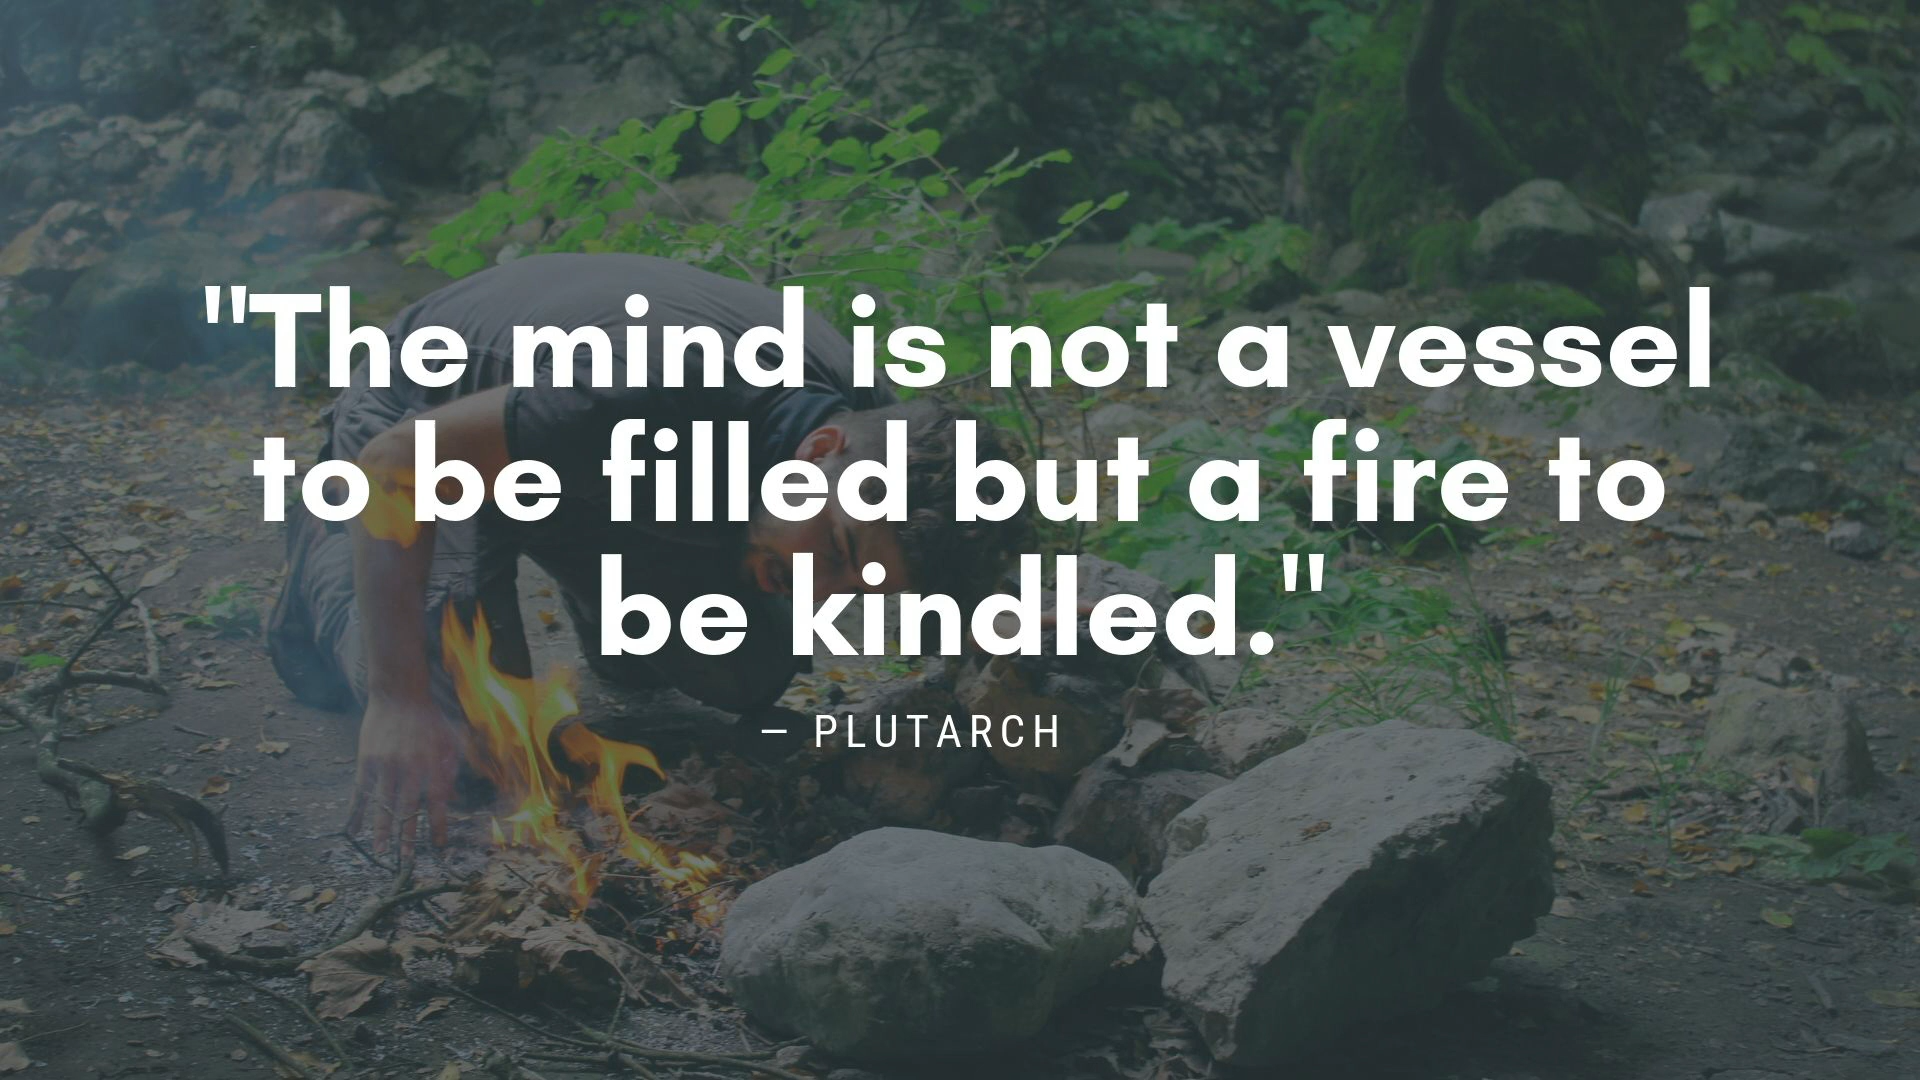 "The mind is not a vessel
to be filled but a fire to
be kindled."
– PLUTARCH